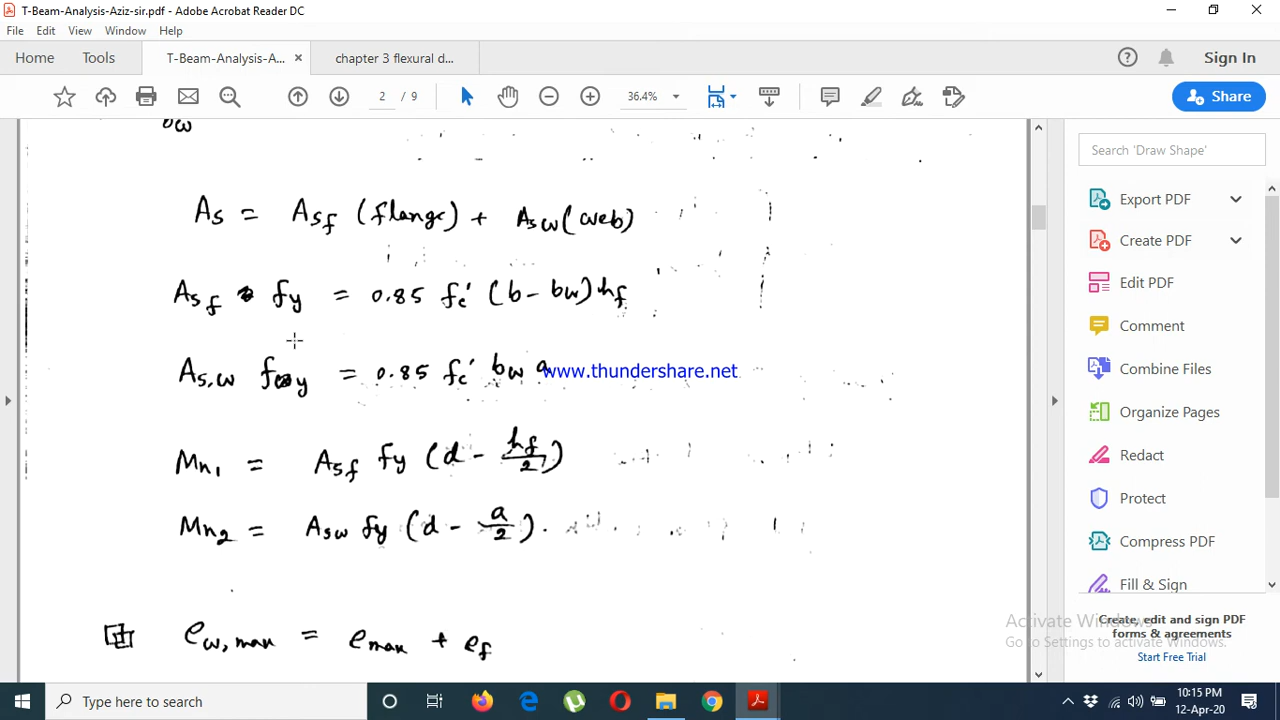 T-Beam-Analysis-Aziz-sir.pdf - Adobe Acrobat Reader DC
File Edit View Window Help
Home Tools T-Beam-Analysis-A... × chapter 3 flexural d... Sign In
2 / 9 36.4% Share
bw
Search 'Draw Shape'
As = Asf (flange) + Asw (web)
Export PDF
Create PDF
Asf fy = 0.85 fc' (b - bw) hf
Edit PDF
Comment
As,w fy = 0.85 fc' bw a
www.thundershare.net
Combine Files
Organize Pages
Mn1 = Asf fy (d - hf/2)
Redact
Protect
Mn2 = Asw fy (d - a/2).
Compress PDF
Fill & Sign
ρw,max = ρmax + ρf
Activate Windows
Go to Settings to activate Windows.
Create, edit and sign PDF
forms & agreements
Start Free Trial
Type here to search
10:15 PM
12-Apr-20